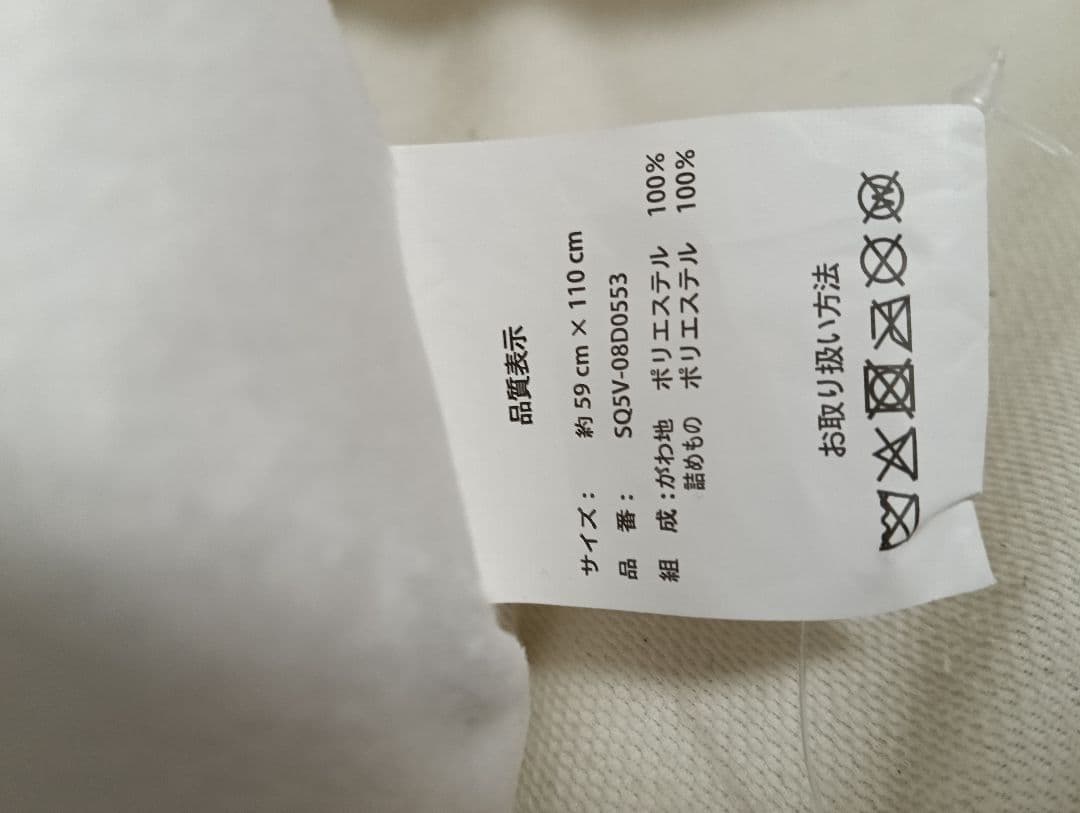 品質表示
サイズ： 約 59 cm × 110 cm
品 番： SQ5V-08D0553
組 成：がわ地 ポリエステル 100%
詰めもの ポリエステル 100%
お取り扱い方法